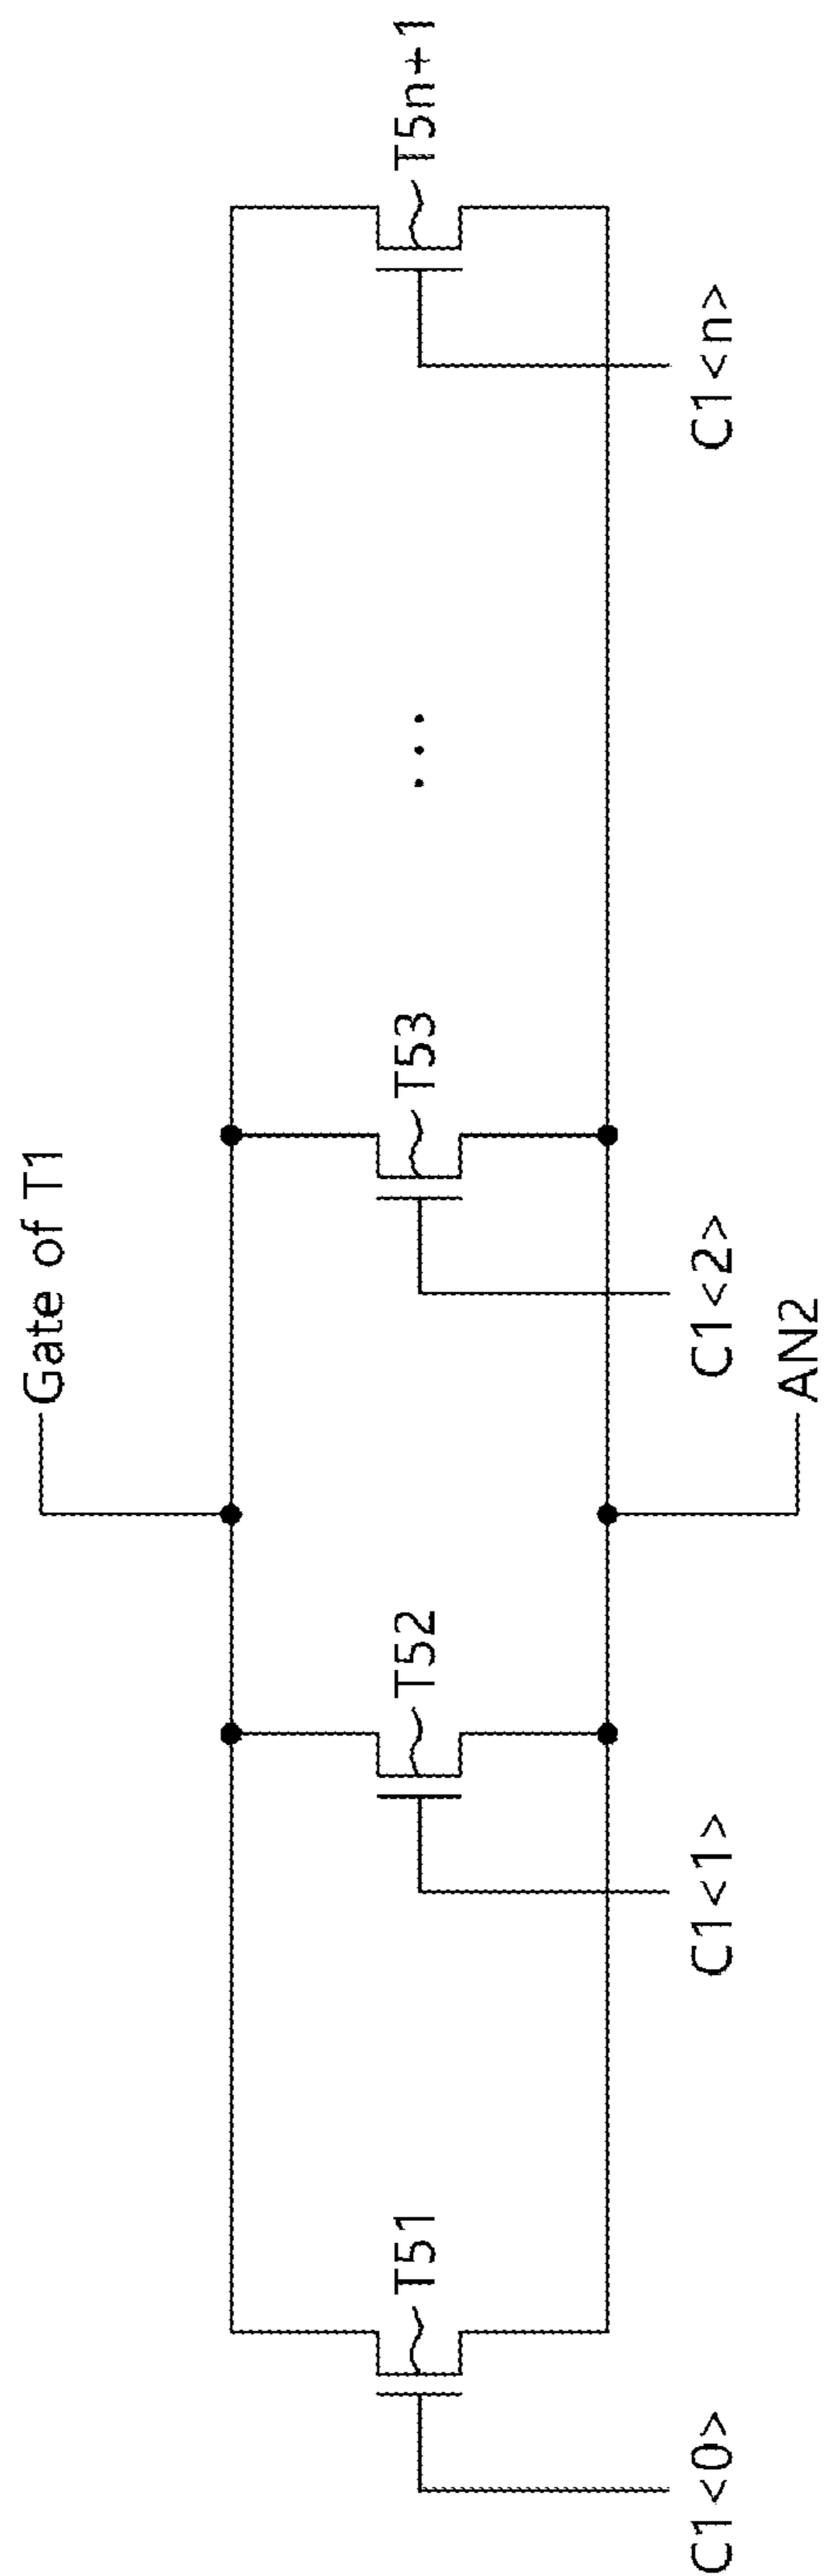 Gate of T1
T51
T52
T53
...
T5n+1
C1<0>
C1<1>
C1<2>
C1<n>
AN2